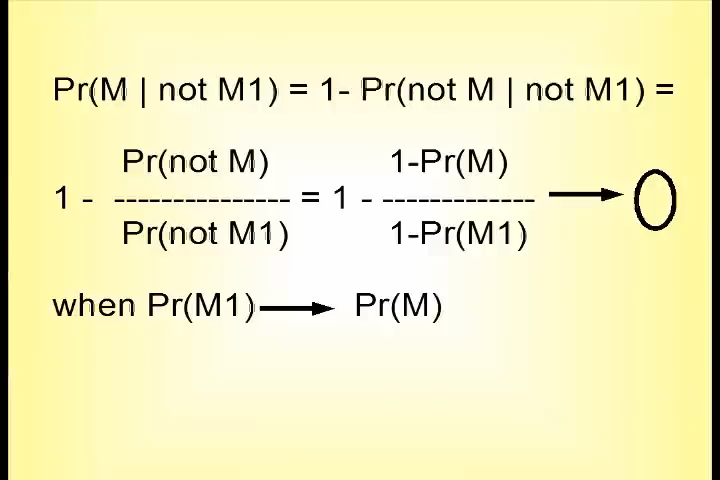 Pr(M | not M1) = 1- Pr(not M | not M1) =
Pr(not M) 1-Pr(M)
1 - --------------- = 1 - ------------- → 0
Pr(not M1) 1-Pr(M1)
when Pr(M1) → Pr(M)